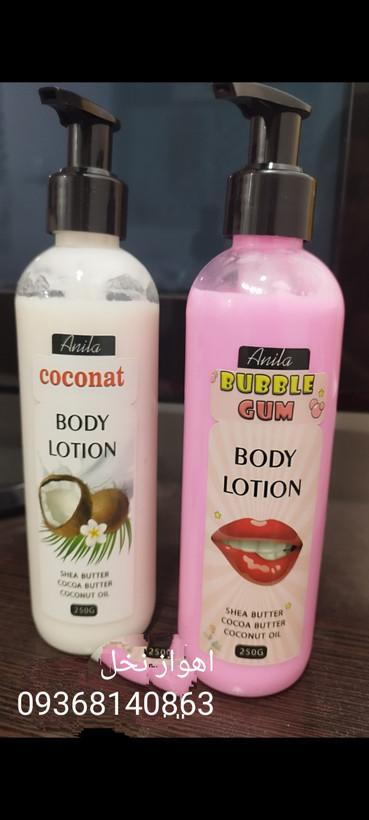 Anila
coconat
BODY
LOTION
SHEA BUTTER
COCOA BUTTER
COCONUT OIL
250G
Anila
BUBBLE
GUM
BODY
LOTION
SHEA BUTTER
COCOA BUTTER
COCONUT OIL
250G
اهواز نخل
09368140863